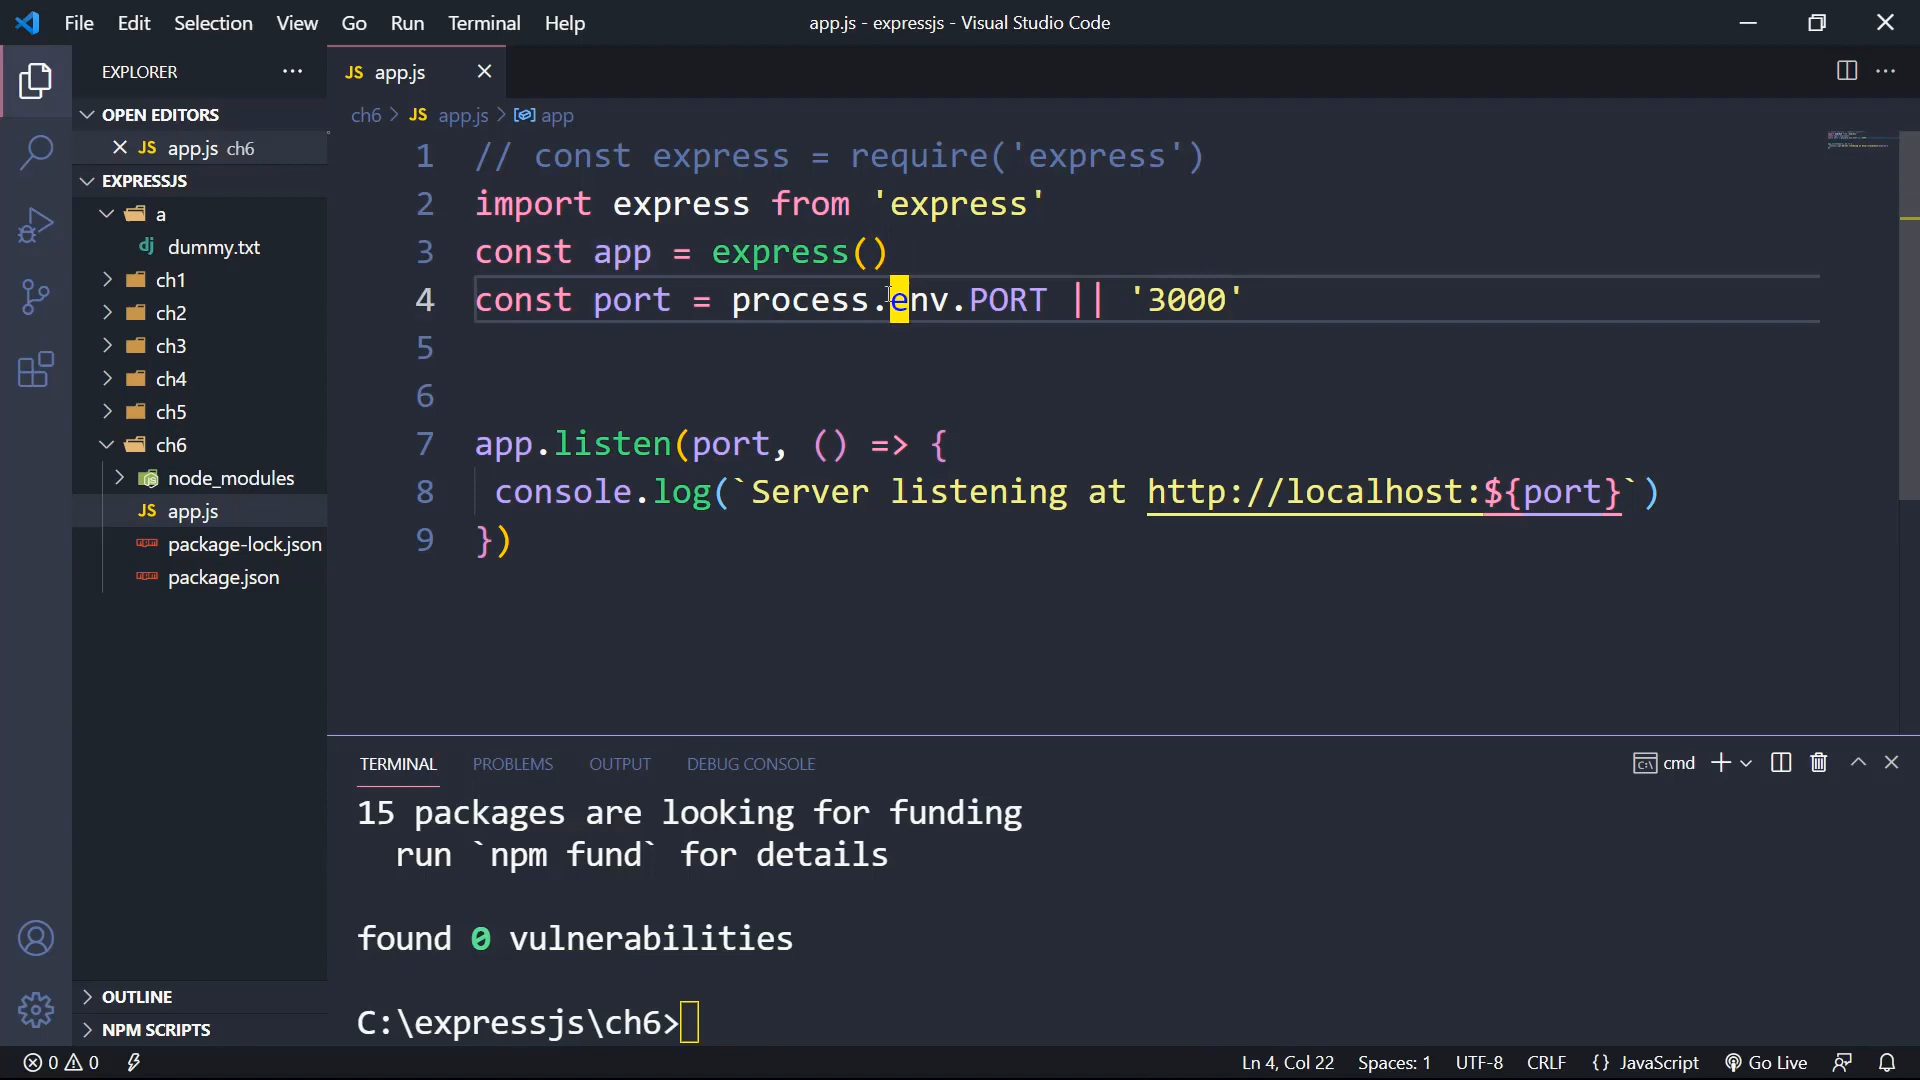 File Edit Selection View Go Run Terminal Help
app.js - expressjs - Visual Studio Code
EXPLORER
OPEN EDITORS
JS app.js ch6
EXPRESSJS
a
dummy.txt
ch1
ch2
ch3
ch4
ch5
ch6
node_modules
JS app.js
package-lock.json
package.json
OUTLINE
NPM SCRIPTS
JS app.js
ch6 > JS app.js > app
1 // const express = require('express')
2 import express from 'express'
3 const app = express()
4 const port = process.env.PORT || '3000'
5
6
7 app.listen(port, () => {
8 console.log(`Server listening at http://localhost:${port}`)
9 })
TERMINAL PROBLEMS OUTPUT DEBUG CONSOLE
cmd
15 packages are looking for funding
run `npm fund` for details
found 0 vulnerabilities
C:\expressjs\ch6>
0 0
Ln 4, Col 22 Spaces: 1 UTF-8 CRLF {} JavaScript Go Live